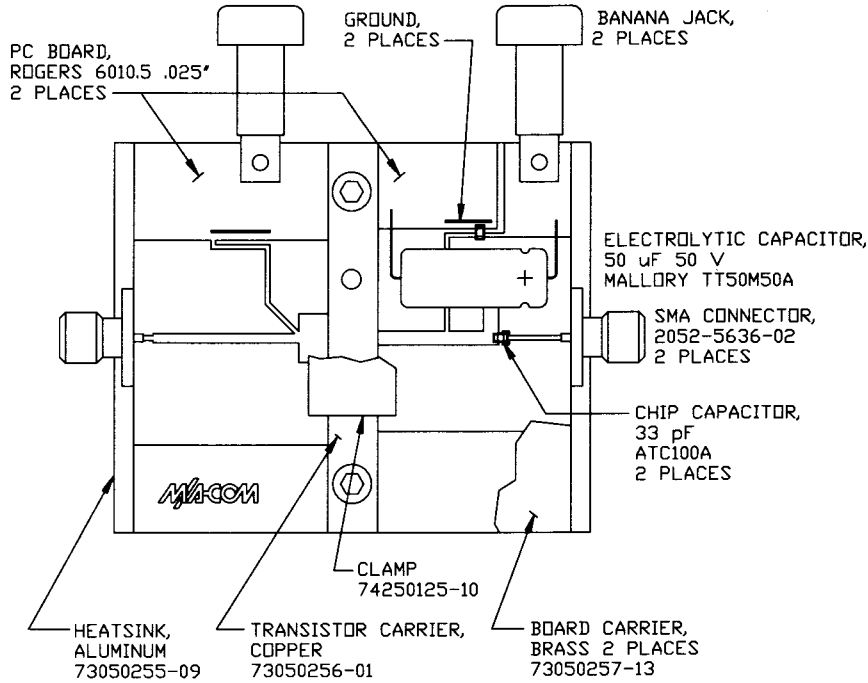 GROUND,
2 PLACES
BANANA JACK,
2 PLACES
PC BOARD,
ROGERS 6010.5 .025"
2 PLACES
ELECTROLYTIC CAPACITOR,
50 uF 50 V
MALLORY TT50M50A
+
SMA CONNECTOR,
2052-5636-02
2 PLACES
CHIP CAPACITOR,
33 pF
ATC100A
2 PLACES
M/A-COM
CLAMP
74250125-10
HEATSINK,
ALUMINUM
73050255-09
TRANSISTOR CARRIER,
COPPER
73050256-01
BOARD CARRIER,
BRASS 2 PLACES
73050257-13